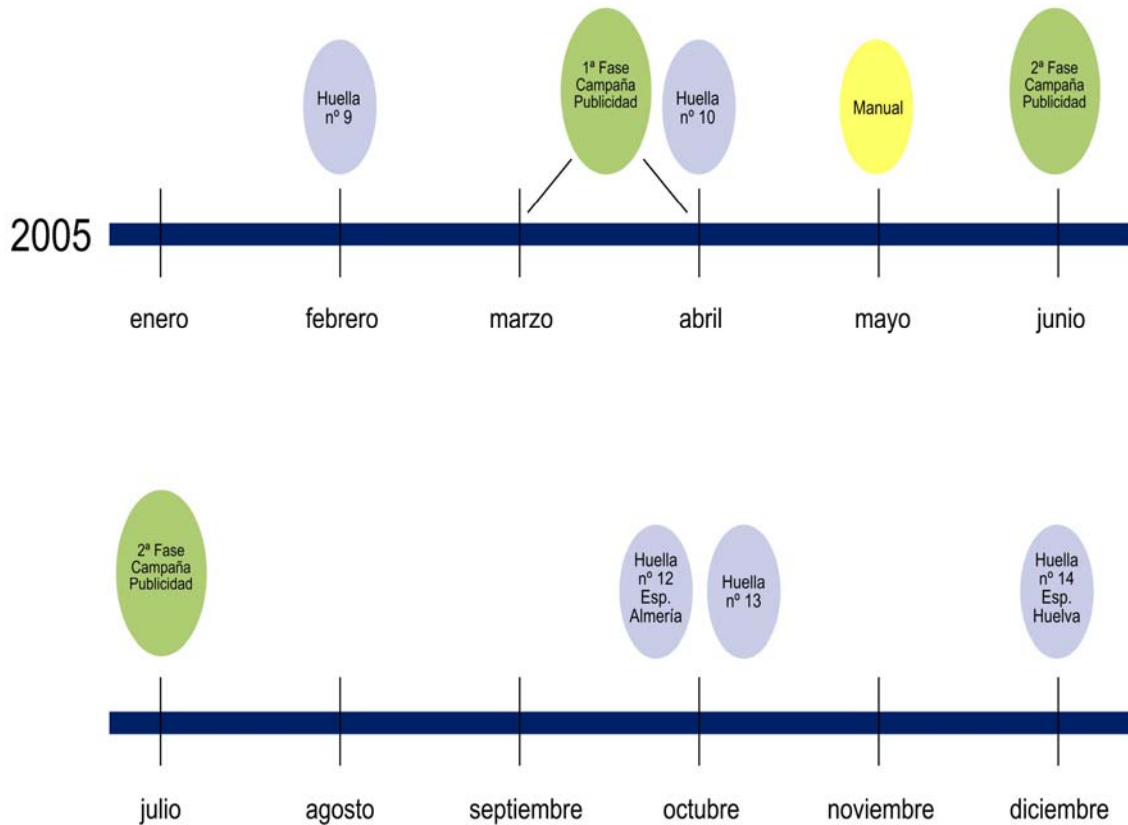 Huella
nº 9
1ª Fase
Campaña
Publicidad
Huella
nº 10
Manual
2ª Fase
Campaña
Publicidad
2005
enero
febrero
marzo
abril
mayo
junio
2ª Fase
Campaña
Publicidad
Huella
nº 12
Esp.
Almería
Huella
nº 13
Huella
nº 14
Esp.
Huelva
julio
agosto
septiembre
octubre
noviembre
diciembre